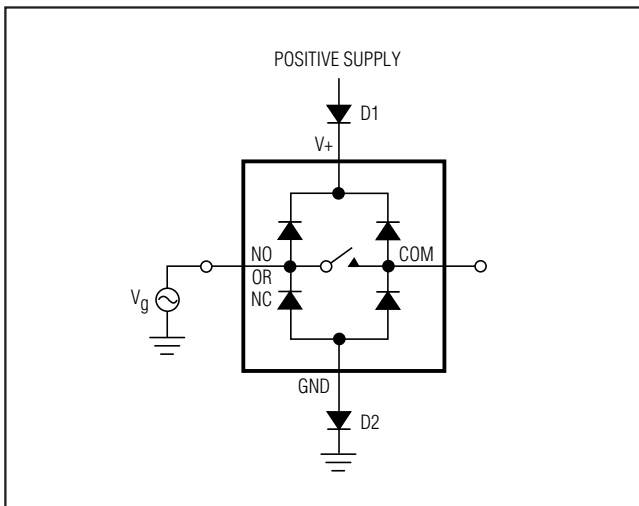 POSITIVE SUPPLY
D1
V+
NO
OR
NC
COM
Vg
GND
D2